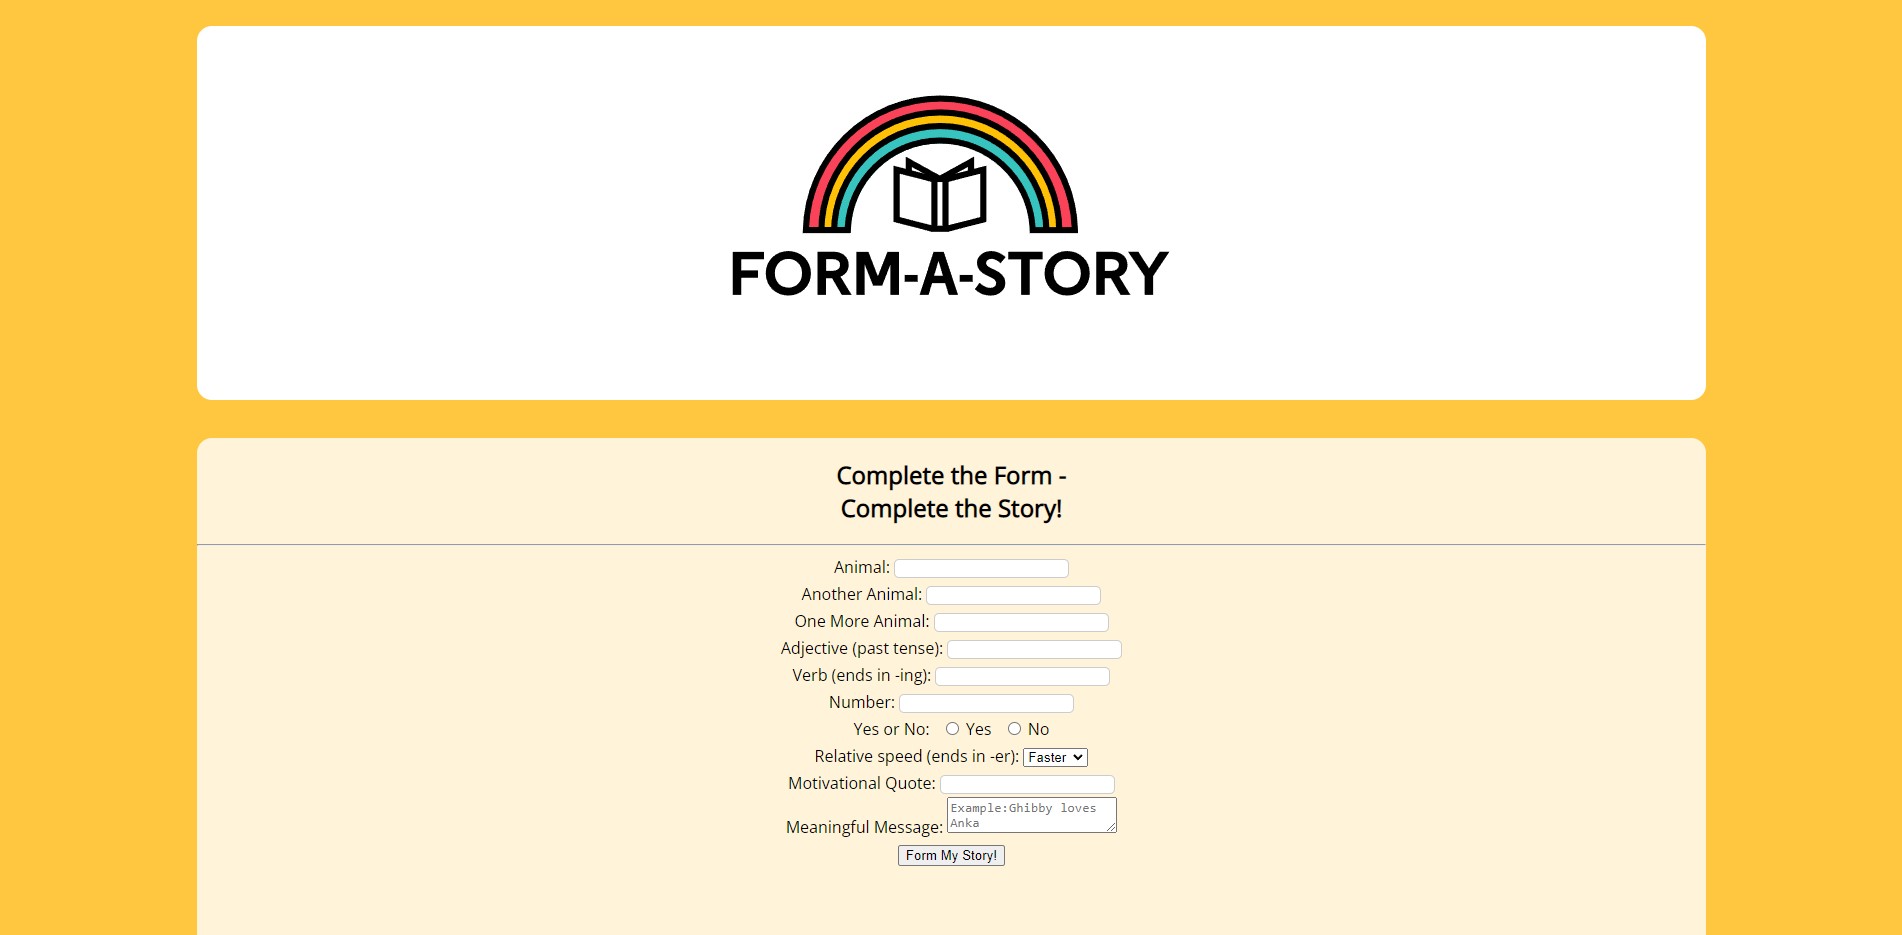 FORM-A-STORY
Complete the Form -
Complete the Story!
Animal:
Another Animal:
One More Animal:
Adjective (past tense):
Verb (ends in -ing):
Number:
Yes or No: Yes No
Relative speed (ends in -er): Faster
Motivational Quote:
Meaningful Message: Example:Ghibby loves
Anka
Form My Story!